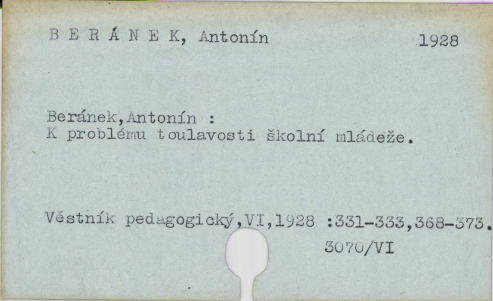 B E R Á N E K, Antonín 1928
Beránek,Antonín :
K problému toulavosti školní mládeže.
Věstník pedagogický,VI,1928 :331-333,368-373.
3070/VI